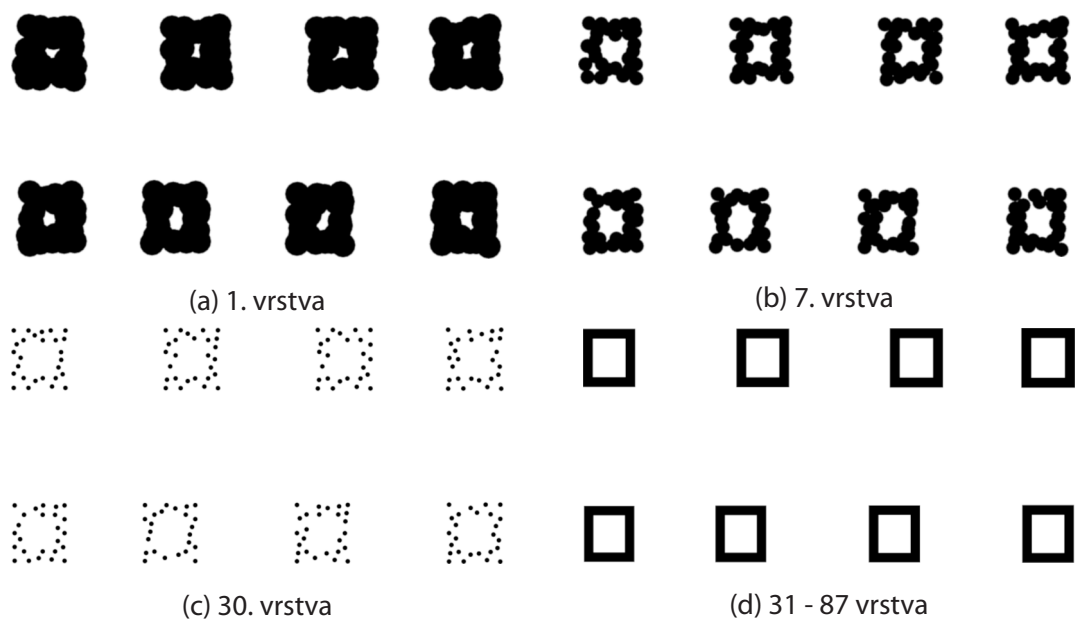 (a) 1. vrstva
(b) 7. vrstva
(c) 30. vrstva
(d) 31 - 87 vrstva